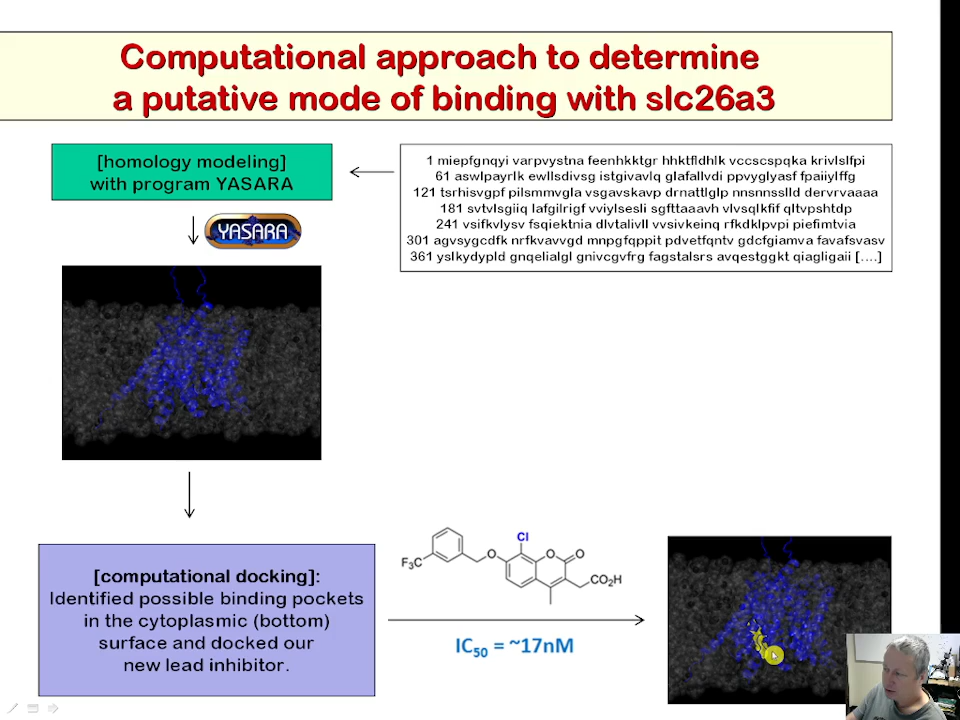 Computational approach to determine
a putative mode of binding with slc26a3
[homology modeling]
with program YASARA
1 miepfgnqyi varpvystna feenhkktgr hhktfldhlk vccscspqka krivlslfpi
61 aswlpayrlk ewllsdivsg istgivavlq glafallvdi ppvyglyasf fpaiiylffg
121 tsrhisvgpf pilsmmvgla vsgavskavp drnattlglp nnsnnsslld dervrvaaaa
181 svtvlsgiiq lafgilrigf vviylsesli sgfttaaavh vlvsqlkfif qltvpshtdp
241 vsifkvlysv fsqiektnia dlvtalivll vvsivkeinq rfkdklpvpi piefimtvia
301 agvsygcdfk nrfkvavvgd mnpgfqppit pdvetfqntv gdcfgiamva favafsvasv
361 yslkydypld gnqelialgl gnivcgvfrg fagstalsrs avqestggkt qiagligaii [....]
YASARA
[computational docking]:
Identified possible binding pockets
in the cytoplasmic (bottom)
surface and docked our
new lead inhibitor.
Cl
F₃C O O O
CO₂H
IC₅₀ = ~17nM